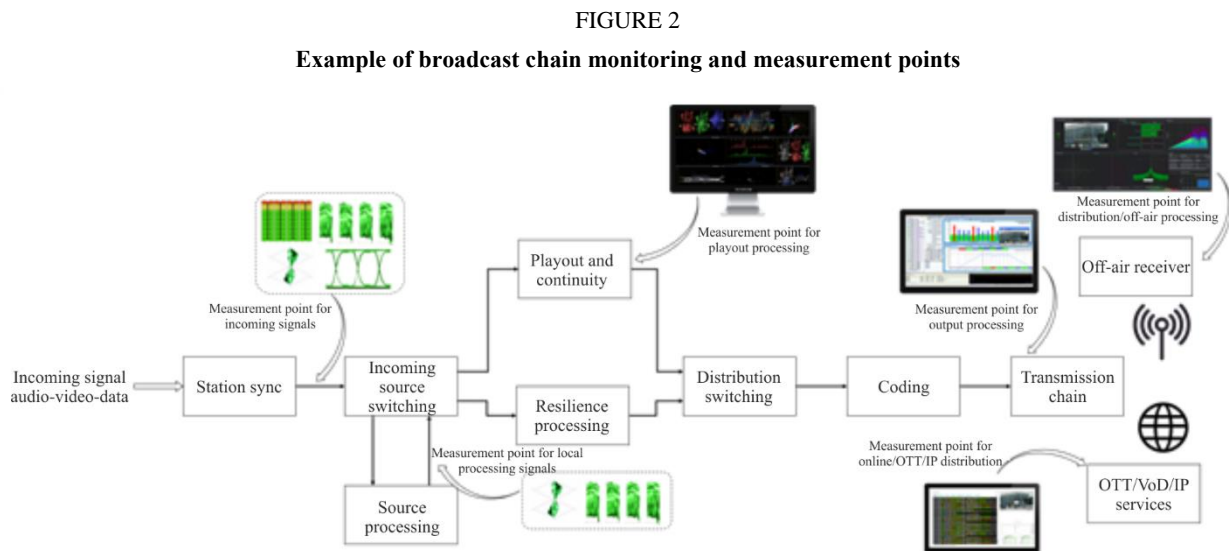 FIGURE 2
Example of broadcast chain monitoring and measurement points
Measurement point for
incoming signals
Measurement point for
playout processing
Measurement point for
output processing
Measurement point for
distribution/off-air processing
Off-air receiver
Playout and
continuity
Incoming signal
audio-video-data
Station sync
Incoming
source
switching
Resilience
processing
Distribution
switching
Coding
Transmission
chain
Measurement point for local
processing signals
Source
processing
Measurement point for
online/OTT/IP distribution
OTT/VoD/IP
services